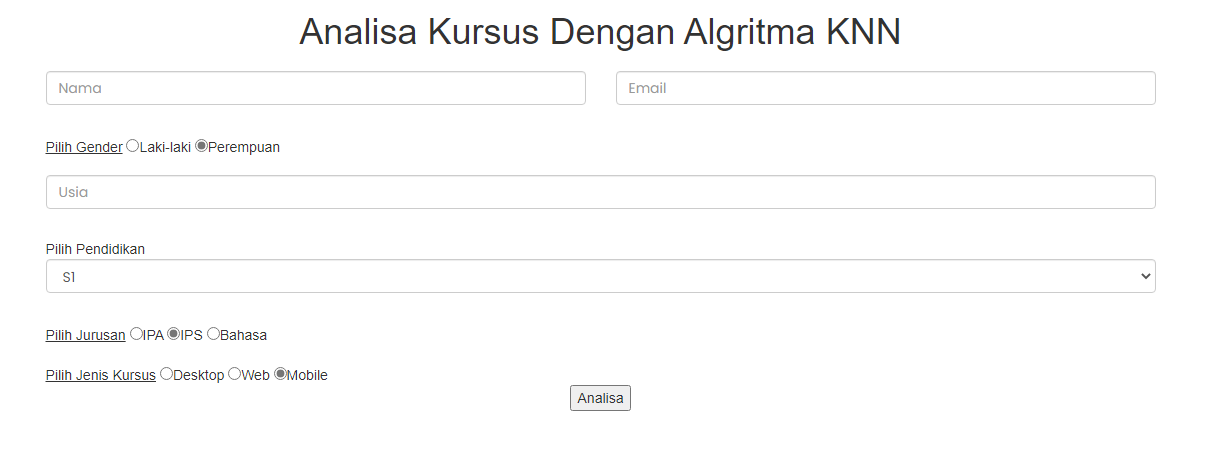 Analisa Kursus Dengan Algritma KNN
Nama Email
Pilih Gender Laki-laki Perempuan
Usia
Pilih Pendidikan
S1
Pilih Jurusan IPA IPS Bahasa
Pilih Jenis Kursus Desktop Web Mobile
Analisa